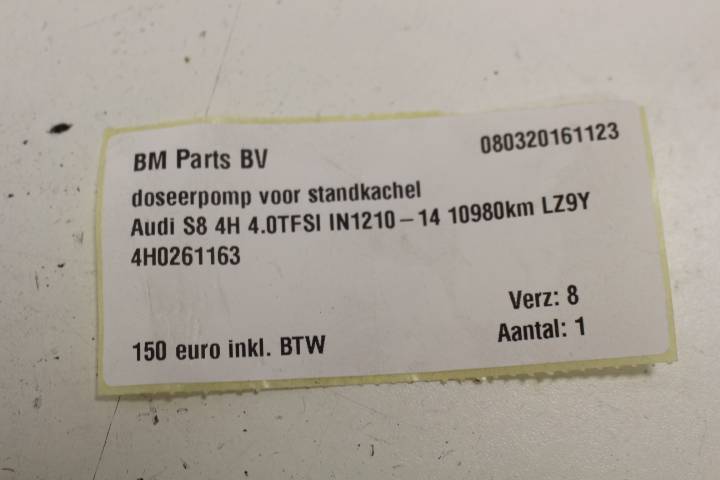 BM Parts BV
080320161123
doseerpomp voor standkachel
Audi S8 4H 4.0TFSI IN1210-14 10980km LZ9Y
4H0261163
Verz: 8
150 euro inkl. BTW
Aantal: 1